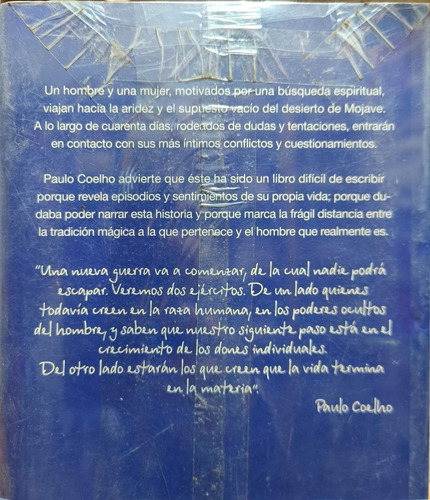 Un hombre y una mujer, motivados por una búsqueda espiritual,
viajan hacia la aridez y el supuesto vacío del desierto de Mojave.
A lo largo de cuarenta días, rodeados de dudas y tentaciones, entrarán
en contacto con sus más íntimos conflictos y cuestionamientos.
Paulo Coelho advierte que éste ha sido un libro difícil de escribir
porque revela episodios y sentimientos de su propia vida; porque du-
daba poder narrar esta historia y porque marca la frágil distancia entre
la tradición mágica a la que pertenece y el hombre que realmente es.
"Una nueva guerra va a comenzar, de la cual nadie podrá
escapar. Veremos dos ejércitos. De un lado quienes
todavía creen en la raza humana, en los poderes ocultos
del hombre, y saben que nuestro siguiente paso está en el
crecimiento de los dones individuales.
Del otro lado estarán los que creen que la vida termina
en la materia".
Paulo Coelho